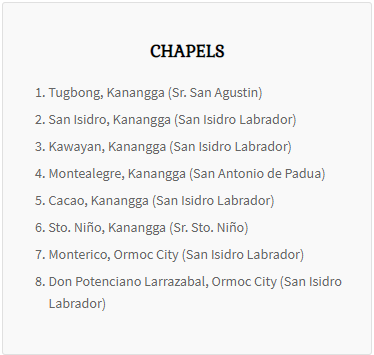 CHAPELS
1. Tugbong, Kanangga (Sr. San Agustin)
2. San Isidro, Kanangga (San Isidro Labrador)
3. Kawayan, Kanangga (San Isidro Labrador)
4. Montealegre, Kanangga (San Antonio de Padua)
5. Cacao, Kanangga (San Isidro Labrador)
6. Sto. Niño, Kanangga (Sr. Sto. Niño)
7. Monterico, Ormoc City (San Isidro Labrador)
8. Don Potenciano Larrazabal, Ormoc City (San Isidro
Labrador)